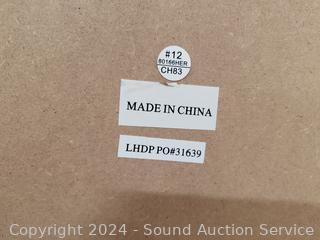 #12
80166HER
CH83
MADE IN CHINA
LHDP PO#31639
Copyright 2024 - Sound Auction Service